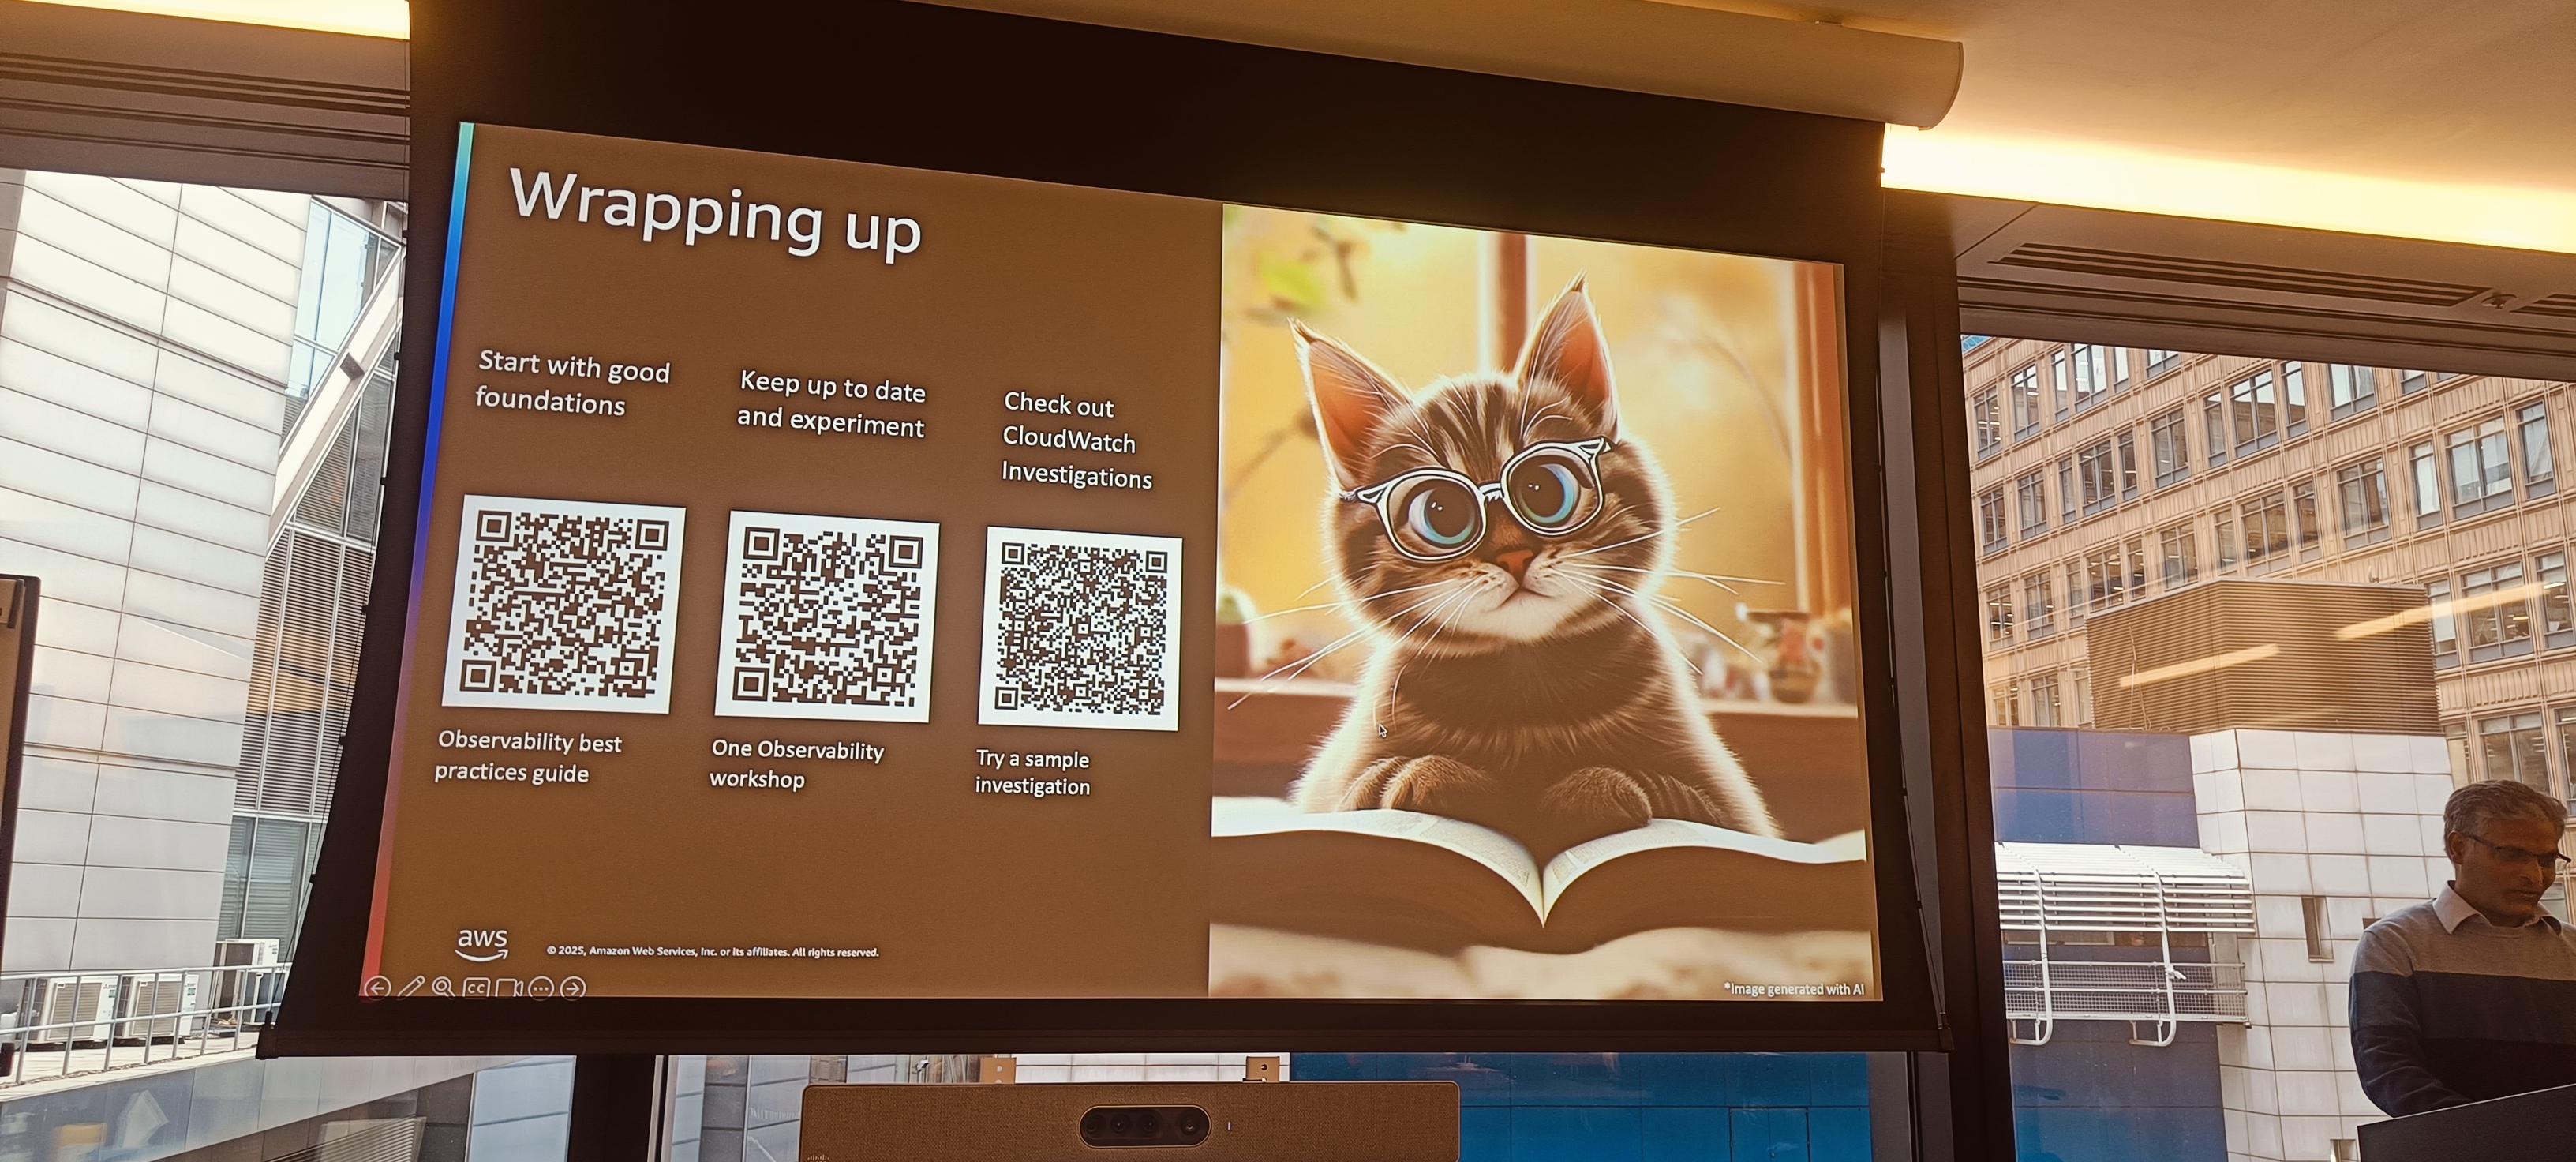 Wrapping up
Start with good
foundations
Keep up to date
and experiment
Check out
CloudWatch
Investigations
Observability best
practices guide
One Observability
workshop
Try a sample
investigation
aws
© 2025, Amazon Web Services, Inc. or its affiliates. All rights reserved.
CC
*Image generated with AI